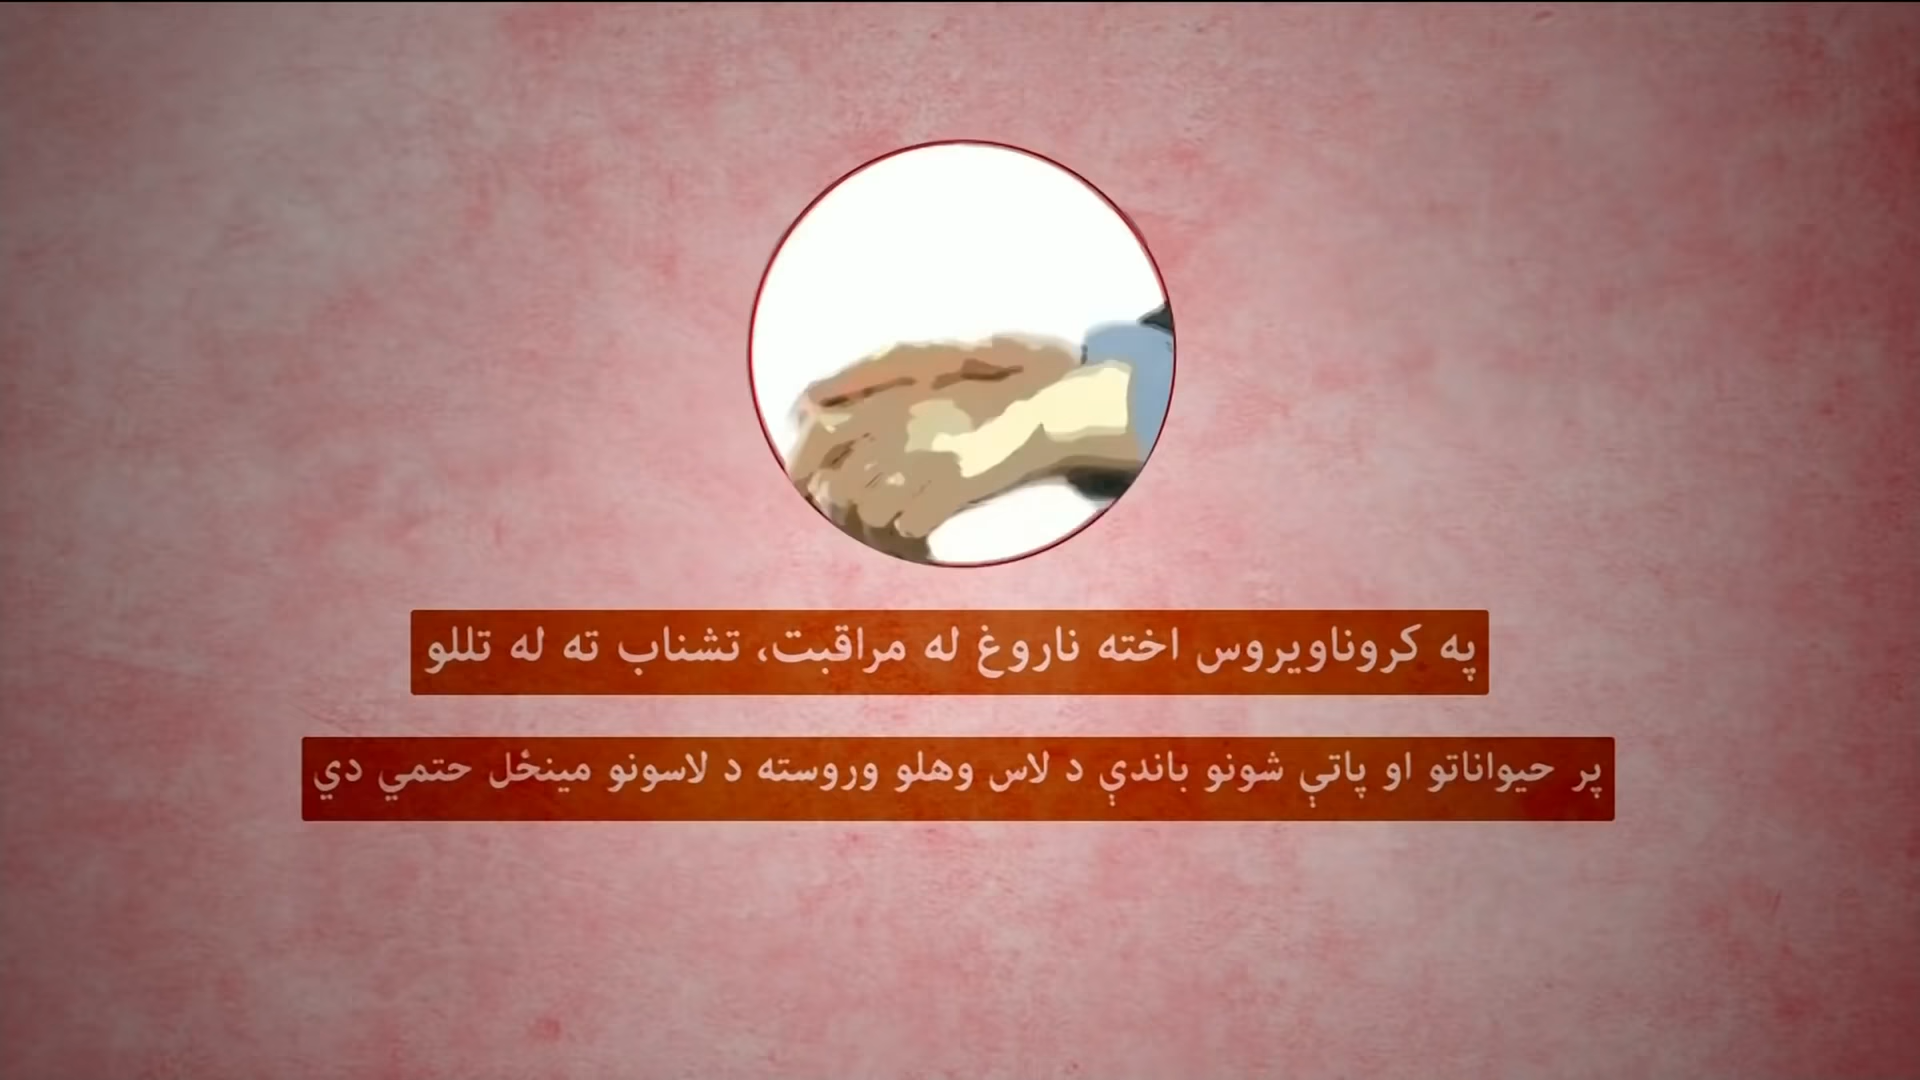 په کروناویروس اخته ناروغ له مراقبت، تشناب ته له تللو
پر حیواناتو او پاتې شونو باندې د لاس وهلو وروسته د لاسونو مینځل حتمي دي